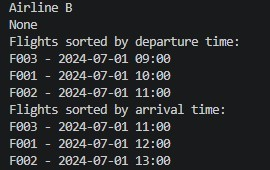 Airline B
None
Flights sorted by departure time:
F003 - 2024-07-01 09:00
F001 - 2024-07-01 10:00
F002 - 2024-07-01 11:00
Flights sorted by arrival time:
F003 - 2024-07-01 11:00
F001 - 2024-07-01 12:00
F002 - 2024-07-01 13:00